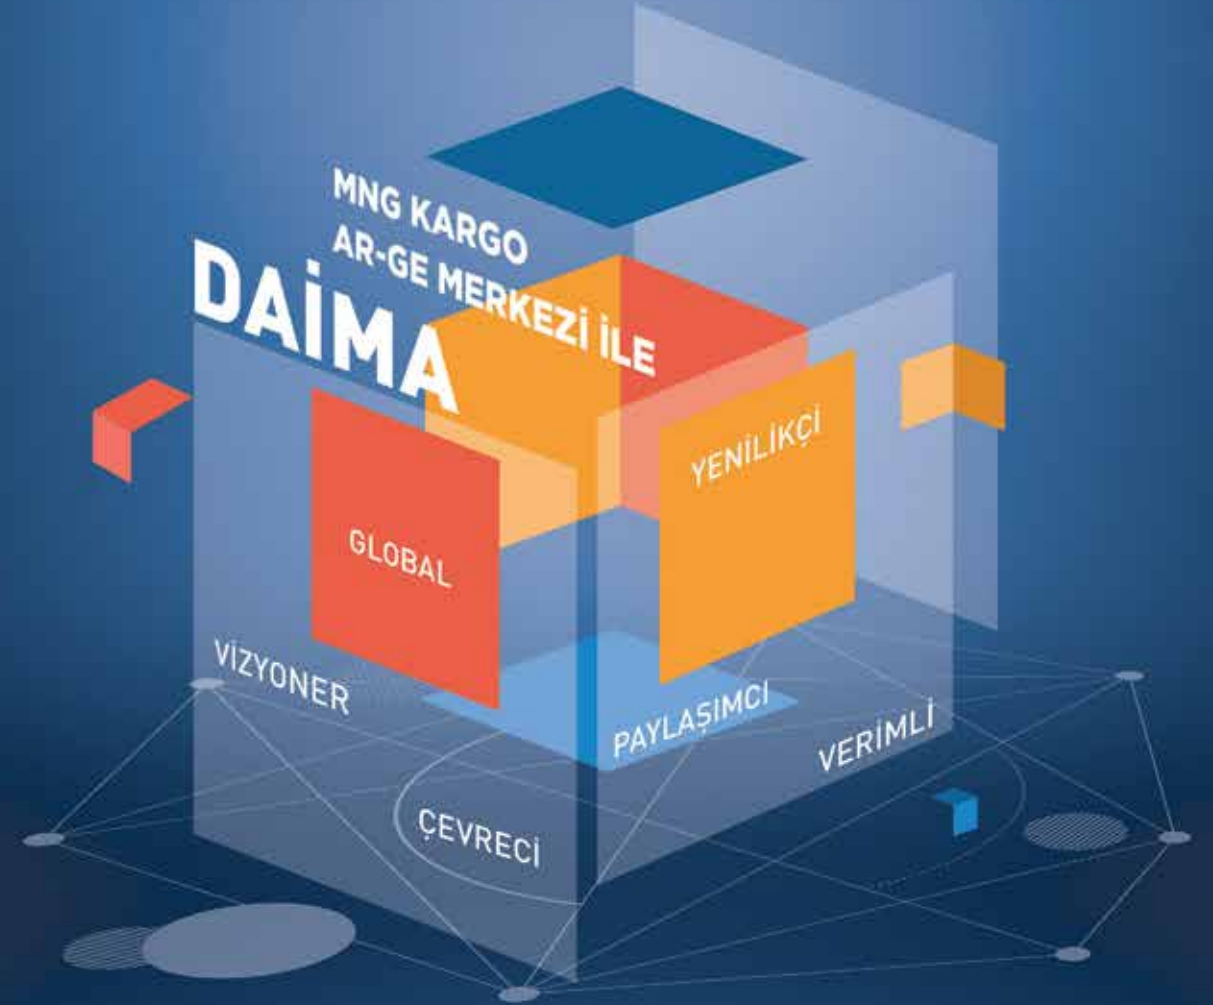 MNG KARGO
AR-GE MERKEZİ İLE
DAİMA
GLOBAL
YENİLİKÇİ
VİZYONER
PAYLAŞIMCI
VERİMLİ
ÇEVRECİ